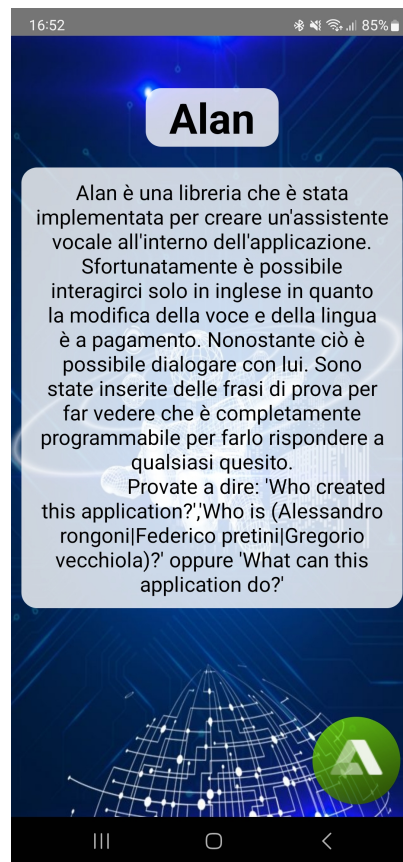 16:52
85%
Alan
Alan è una libreria che è stata
implementata per creare un'assistente
vocale all'interno dell'applicazione.
Sfortunatamente è possibile
interagirci solo in inglese in quanto
la modifica della voce e della lingua
è a pagamento. Nonostante ciò è
possibile dialogare con lui. Sono
state inserite delle frasi di prova per
far vedere che è completamente
programmabile per farlo rispondere a
qualsiasi quesito.
Provate a dire: 'Who created
this application?','Who is (Alessandro
rongoni|Federico pretini|Gregorio
vecchiola)?' oppure 'What can this
application do?'